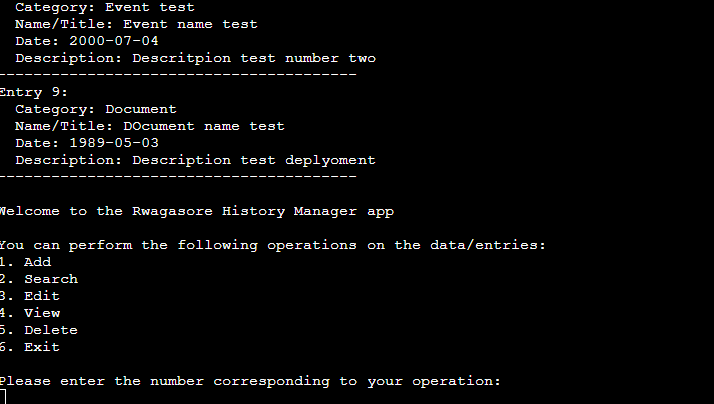 Category: Event test
Name/Title: Event name test
Date: 2000-07-04
Description: Descritpion test number two
----------------------------------------
Entry 9:
Category: Document
Name/Title: DOcument name test
Date: 1989-05-03
Description: Description test deplyoment
----------------------------------------
Welcome to the Rwagasore History Manager app
You can perform the following operations on the data/entries:
1. Add
2. Search
3. Edit
4. View
5. Delete
6. Exit
Please enter the number corresponding to your operation: